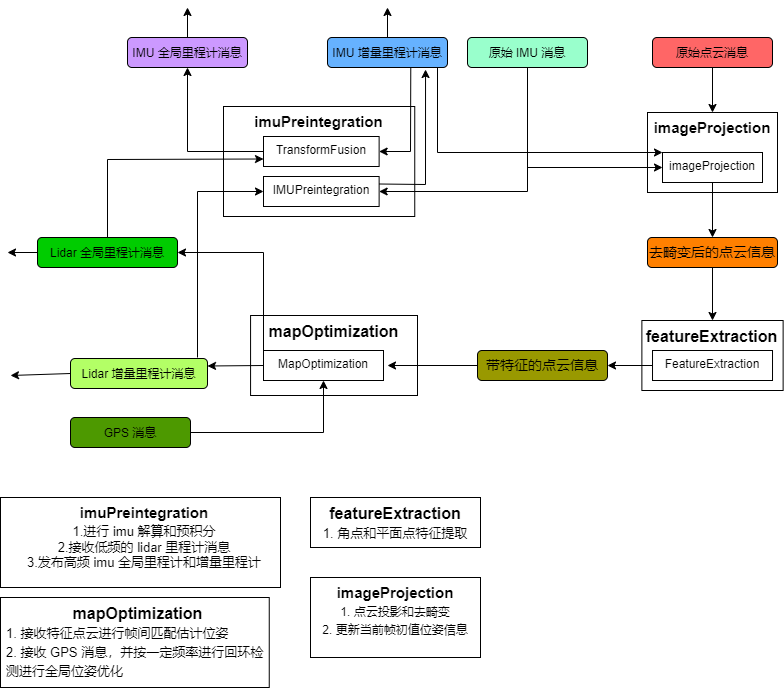 IMU 全局里程计消息
IMU 增量里程计消息
原始 IMU 消息
原始点云消息
imuPreintegration
TransformFusion
IMUPreintegration
imageProjection
imageProjection
Lidar 全局里程计消息
去畸变后的点云信息
mapOptimization
MapOptimization
featureExtraction
FeatureExtraction
带特征的点云信息
Lidar 增量里程计消息
GPS 消息
imuPreintegration
1.进行 imu 解算和预积分
2.接收低频的 lidar 里程计消息
3.发布高频 imu 全局里程计和增量里程计
featureExtraction
1. 角点和平面点特征提取
mapOptimization
1. 接收特征点云进行帧间匹配估计位姿
2. 接收 GPS 消息，并按一定频率进行回环检
测进行全局位姿优化
imageProjection
1. 点云投影和去畸变
2. 更新当前帧初值位姿信息